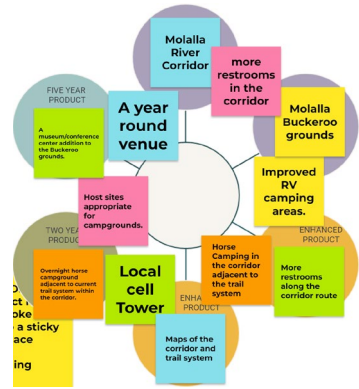 Molalla
River
Corridor
more
restrooms
in the
corridor
FIVE YEAR
PRODUCT
A year
round
venue
A
museum/conference
center addition to
the Buckeroo
grounds.
Molalla
Buckeroo
grounds
Host sites
appropriate
for
campgrounds.
Improved
RV
camping
areas.
TWO YEAR
PRODUCT
Overnight horse
campground
adjacent to current
trail system within
the corridor.
Local
cell
Tower
Horse
Camping in
the corridor
adjacent to
the trail
system
ENHANCED
PRODUCT
More
restrooms
along the
corridor route
PRODUCT
Maps of the
corridor and
trail system
a sticky